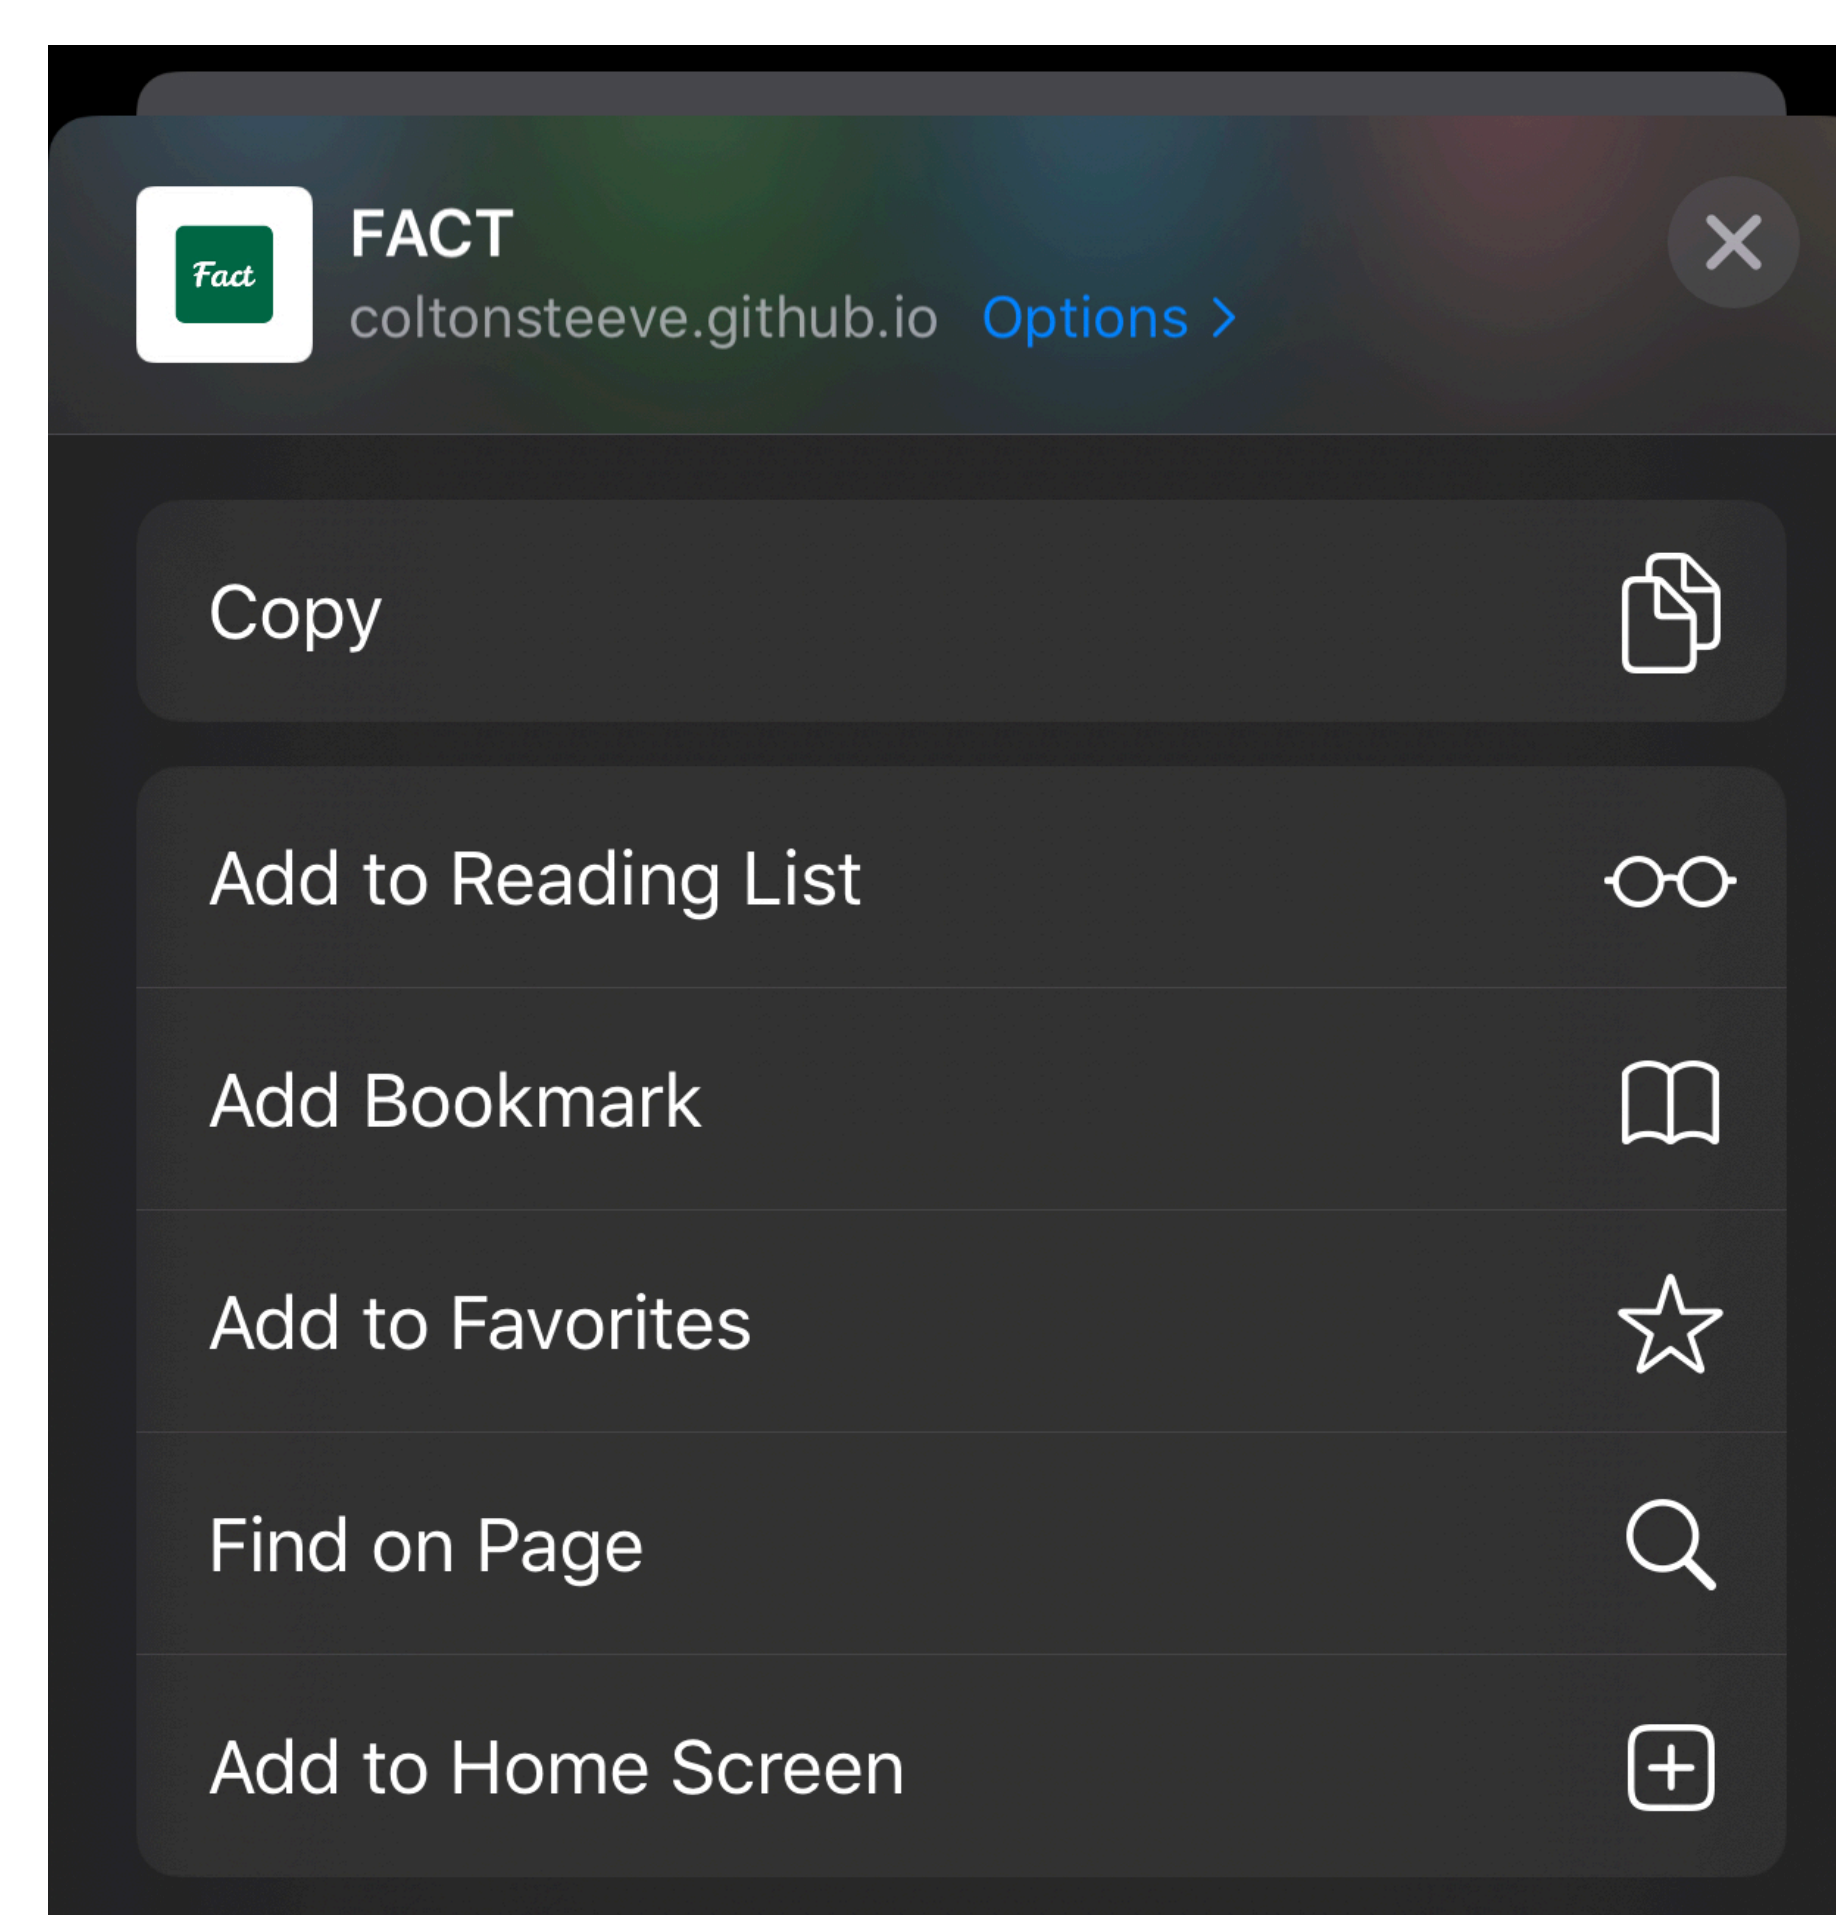 Fact
FACT
coltonsteeve.github.io Options >
Copy
Add to Reading List
Add Bookmark
Add to Favorites
Find on Page
Add to Home Screen